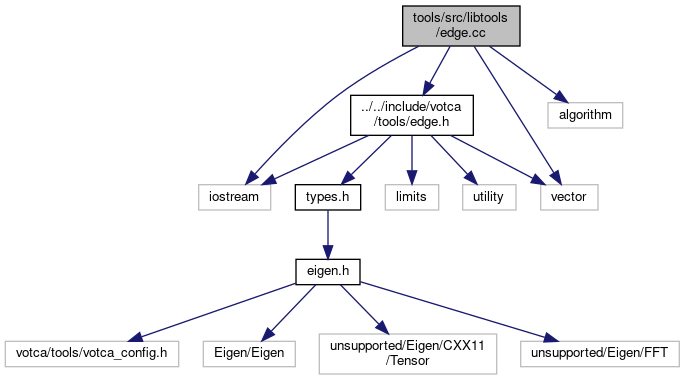 tools/src/libtools
/edge.cc
../../include/votca
/tools/edge.h
algorithm
iostream
types.h
limits
utility
vector
eigen.h
votca/tools/votca_config.h
Eigen/Eigen
unsupported/Eigen/CXX11
/Tensor
unsupported/Eigen/FFT